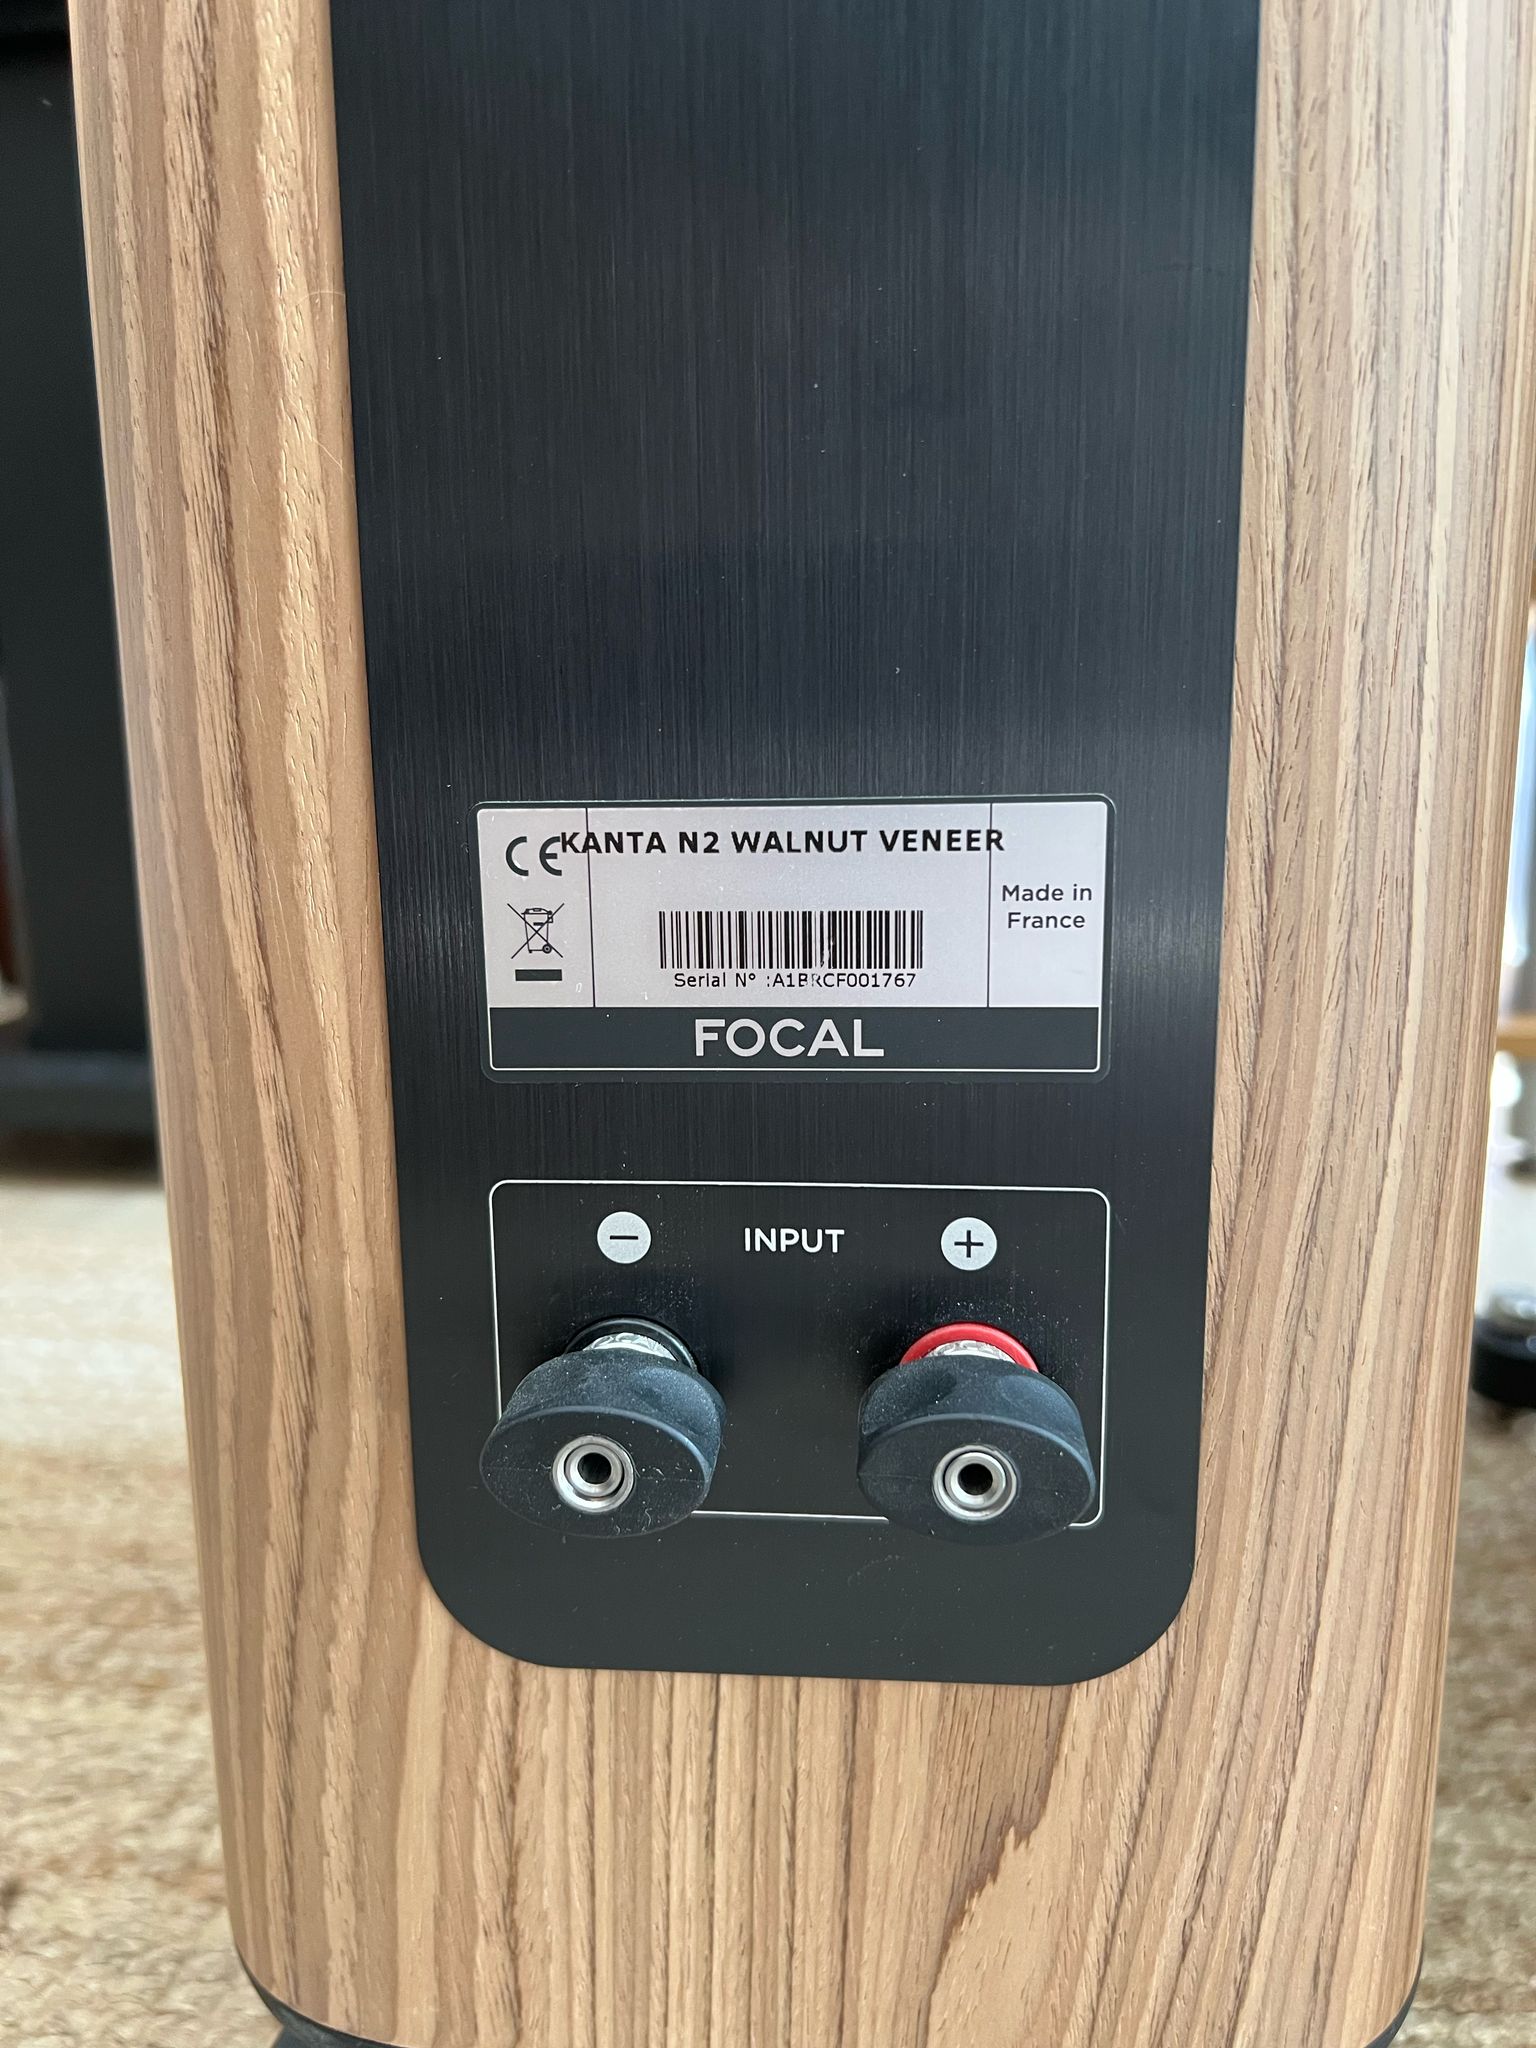 CE
KANTA N2 WALNUT VENEER
Made in
France
Serial N° :A1BRCF001767
FOCAL
− INPUT +